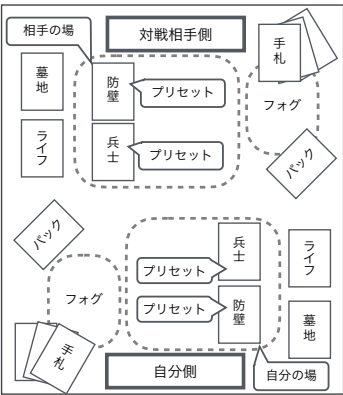 相手の場
対戦相手側
手札
墓地
防壁
プリセット
フォグ
ライフ
兵士
プリセット
パック
パック
兵士
ライフ
プリセット
フォグ
プリセット
防壁
墓地
手札
自分側
自分の場